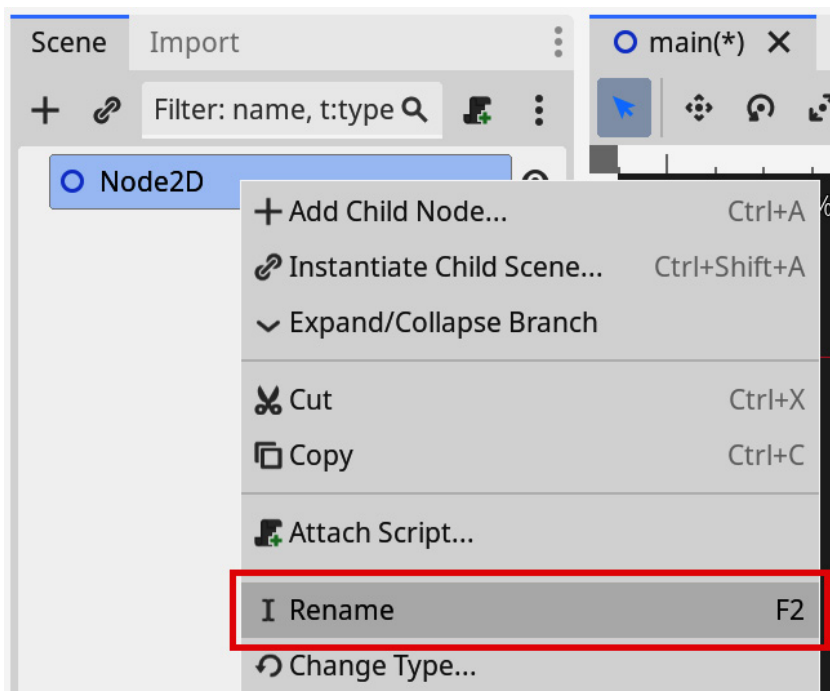 Scene Import
main(*)
Filter: name, t:type
Node2D
Add Child Node... Ctrl+A
Instantiate Child Scene... Ctrl+Shift+A
Expand/Collapse Branch
Cut Ctrl+X
Copy Ctrl+C
Attach Script...
Rename F2
Change Type...